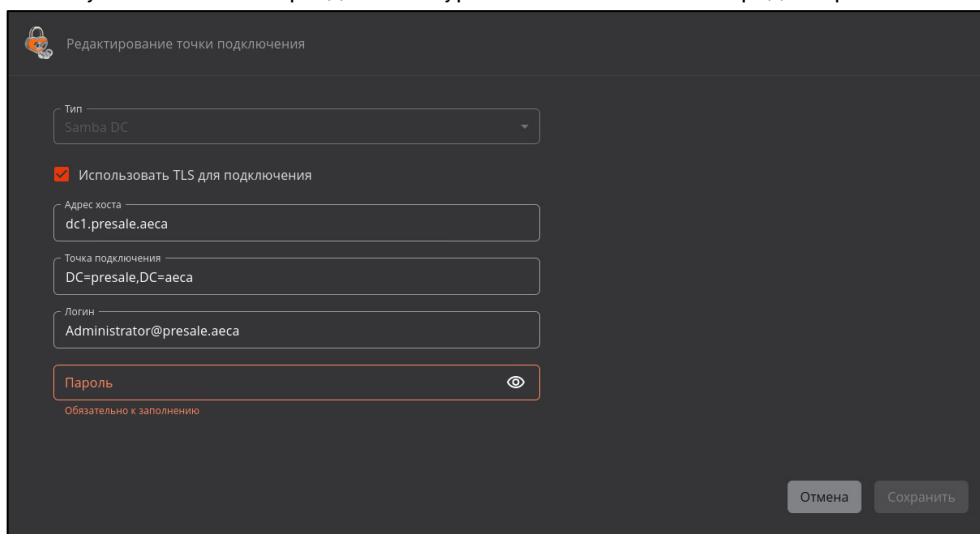 Редактирование точки подключения
Тип
Samba DC
Использовать TLS для подключения
Адрес хоста
dc1.presale.aeca
Точка подключения
DC=presale,DC=aeca
Логин
Administrator@presale.aeca
Пароль
Обязательно к заполнению
Отмена Сохранить